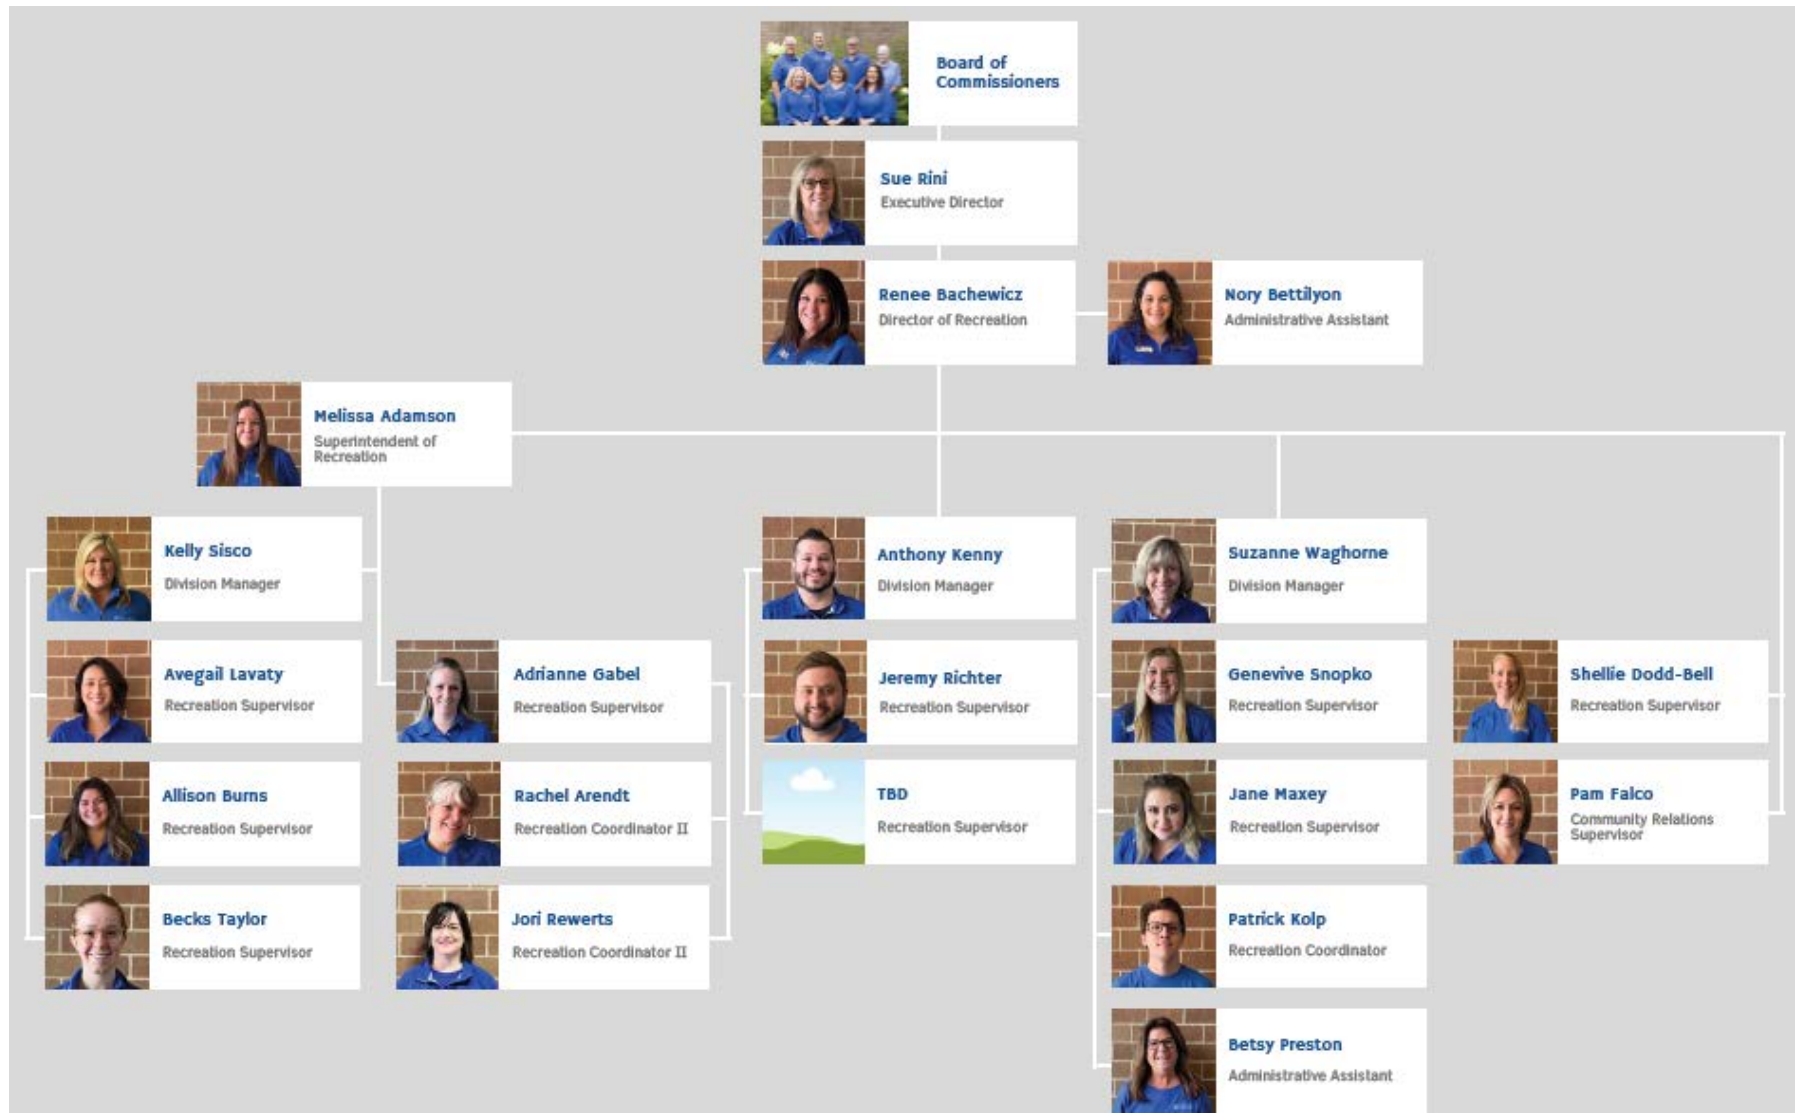 Board of
Commissioners
Sue Rini
Executive Director
Renee Bachewicz
Director of Recreation
Nory Bettilyon
Administrative Assistant
Melissa Adamson
Superintendent of
Recreation
Kelly Sisco
Division Manager
Anthony Kenny
Division Manager
Suzanne Waghorne
Division Manager
Avegail Lavaty
Recreation Supervisor
Adrianne Gabel
Recreation Supervisor
Jeremy Richter
Recreation Supervisor
Genevive Snopko
Recreation Supervisor
Shellie Dodd-Bell
Recreation Supervisor
Allison Burns
Recreation Supervisor
Rachel Arendt
Recreation Coordinator II
TBD
Recreation Supervisor
Jane Maxey
Recreation Supervisor
Pam Falco
Community Relations
Supervisor
Becks Taylor
Recreation Supervisor
Jori Rewerts
Recreation Coordinator II
Patrick Kolp
Recreation Coordinator
Betsy Preston
Administrative Assistant